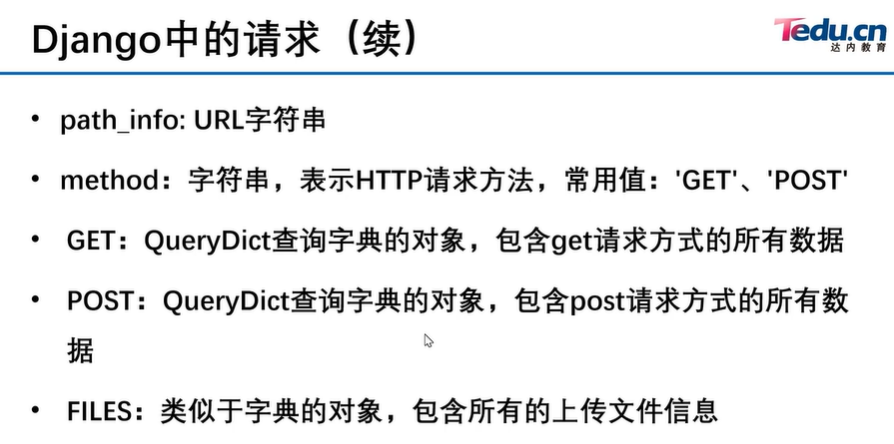 Django中的请求（续）
Tedu.cn
达内教育
• path_info: URL字符串
• method：字符串，表示HTTP请求方法，常用值：'GET'、'POST'
• GET：QueryDict查询字典的对象，包含get请求方式的所有数据
• POST：QueryDict查询字典的对象，包含post请求方式的所有数
据
• FILES：类似于字典的对象，包含所有的上传文件信息